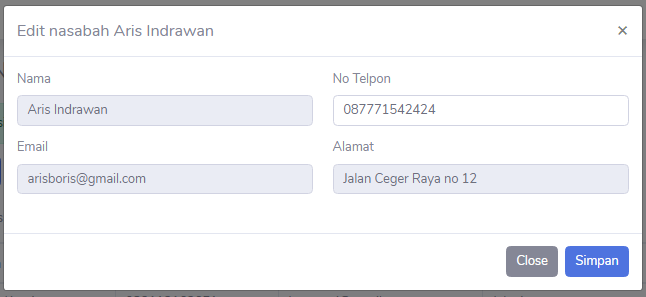 Edit nasabah Aris Indrawan
×
Nama
No Telpon
Aris Indrawan
087771542424
Email
Alamat
arisboris@gmail.com
Jalan Ceger Raya no 12
Close
Simpan